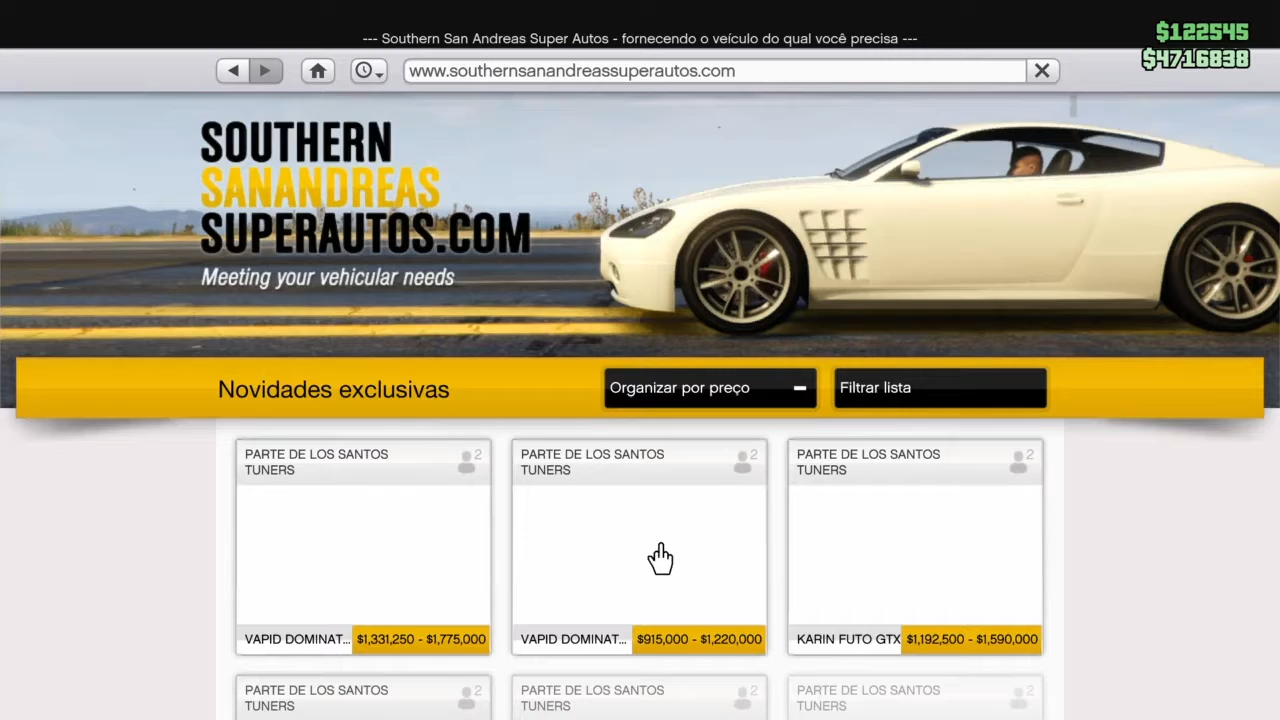 --- Southern San Andreas Super Autos - fornecendo o veículo do qual você precisa ---
$122545
$4716838
www.southernsanandreassuperautos.com
SOUTHERN
SANANDREAS
SUPERAUTOS.COM
Meeting your vehicular needs
Novidades exclusivas
Organizar por preço
Filtrar lista
PARTE DE LOS SANTOS
TUNERS
2
PARTE DE LOS SANTOS
TUNERS
2
PARTE DE LOS SANTOS
TUNERS
2
VAPID DOMINAT... $1,331,250 - $1,775,000
VAPID DOMINAT... $915,000 - $1,220,000
KARIN FUTO GTX $1,192,500 - $1,590,000
PARTE DE LOS SANTOS
TUNERS
2
PARTE DE LOS SANTOS
TUNERS
2
PARTE DE LOS SANTOS
TUNERS
2